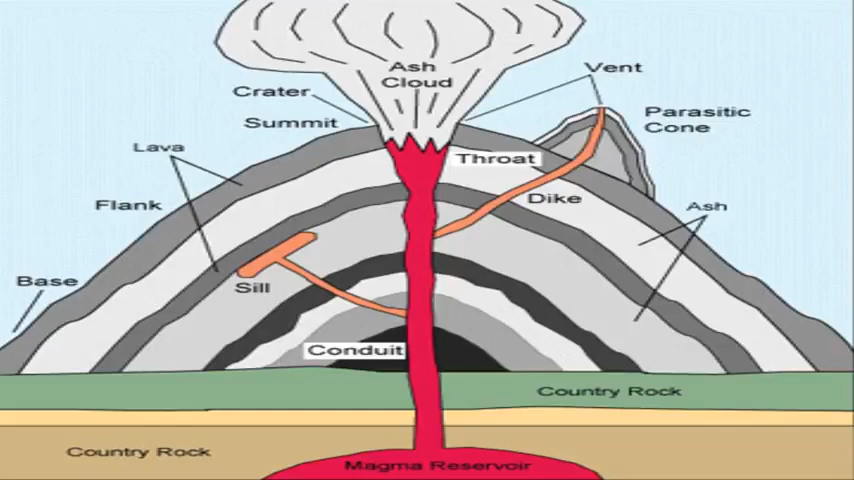 Ash
Cloud
Vent
Crater
Summit
Parasitic
Cone
Lava
Throat
Flank
Dike
Ash
Base
Sill
Conduit
Country Rock
Country Rock
Magma Reservoir